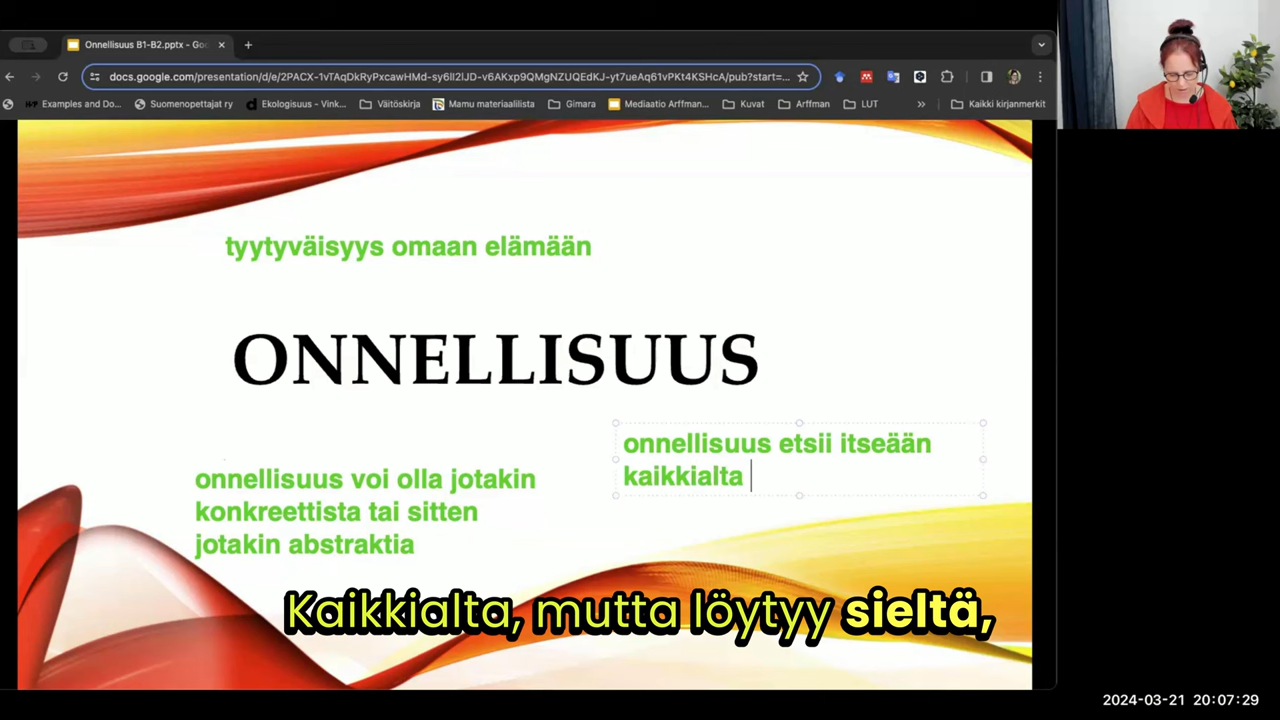 Onnellisuus B1-B2.pptx - Goo
docs.google.com/presentation/d/e/2PACX-1vTAqDkRyPxcawHMd-sy6lI2lJD-v6AKxp9QMgNZUQEdKJ-yt7ueAq61vPKt4KSHcA/pub?start=...
Examples and Do... Suomenopettajat ry Ekologisuus - Vink... Väitöskirja Mamu materiaalilista Gimara Mediaatio Arffman... Kuvat Arffman LUT » Kaikki kirjanmerkit
tyytyväisyys omaan elämään
ONNELLISUUS
onnellisuus etsii itseään
kaikkialta
onnellisuus voi olla jotakin
konkreettista tai sitten
jotakin abstraktia
Kaikkialta, mutta löytyy sieltä,
2024-03-21 20:07:29